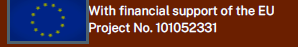 With financial support of the EU
Project No. 101052331